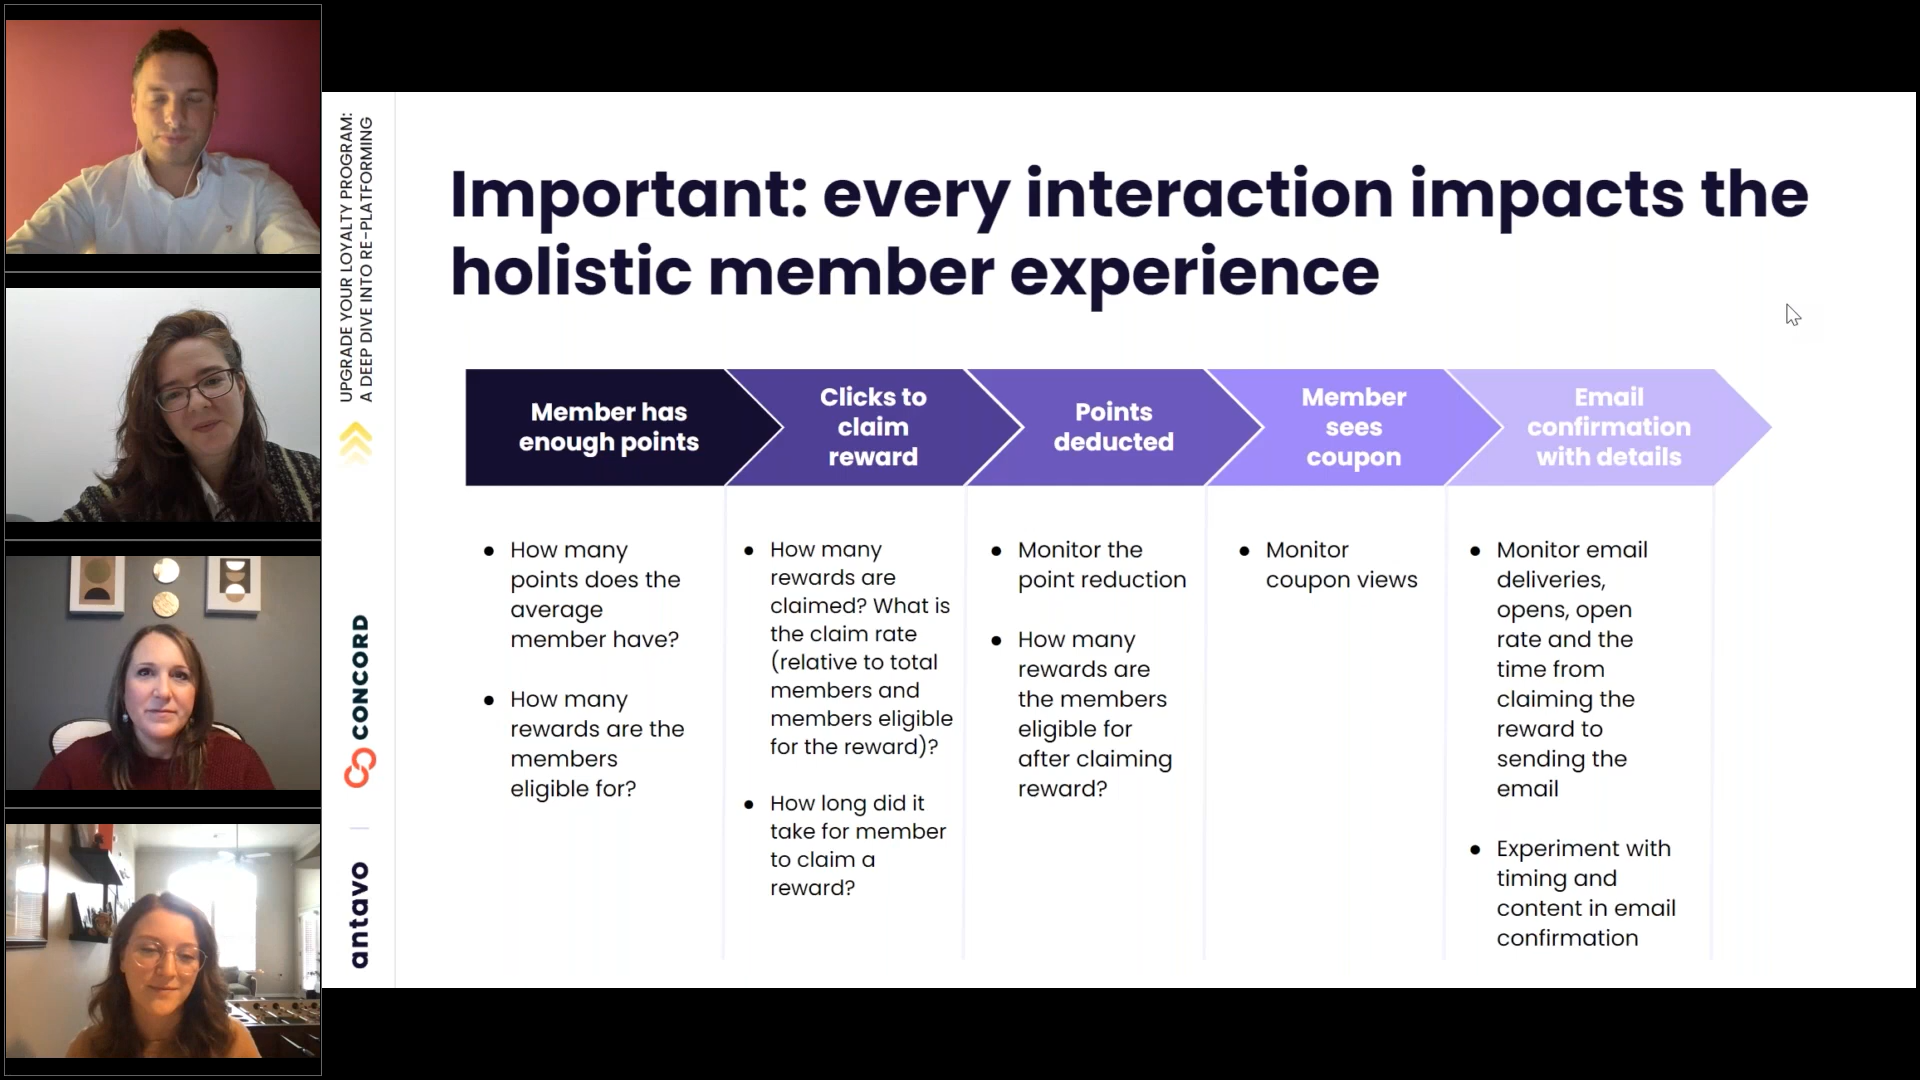 UPGRADE YOUR LOYALTY PROGRAM:
A DEEP DIVE INTO RE-PLATFORMING
CONCORD
antavo
Important: every interaction impacts the
holistic member experience
Member has
enough points
Clicks to
claim
reward
Points
deducted
Member
sees
coupon
Email
confirmation
with details
● How many
points does the
average
member have?
● How many
rewards are the
members
eligible for?
● How many
rewards are
claimed? What is
the claim rate
(relative to total
members and
members eligible
for the reward)?
● How long did it
take for member
to claim a
reward?
● Monitor the
point reduction
● How many
rewards are
the members
eligible for
after claiming
reward?
● Monitor
coupon views
● Monitor email
deliveries,
opens, open
rate and the
time from
claiming the
reward to
sending the
email
● Experiment with
timing and
content in email
confirmation